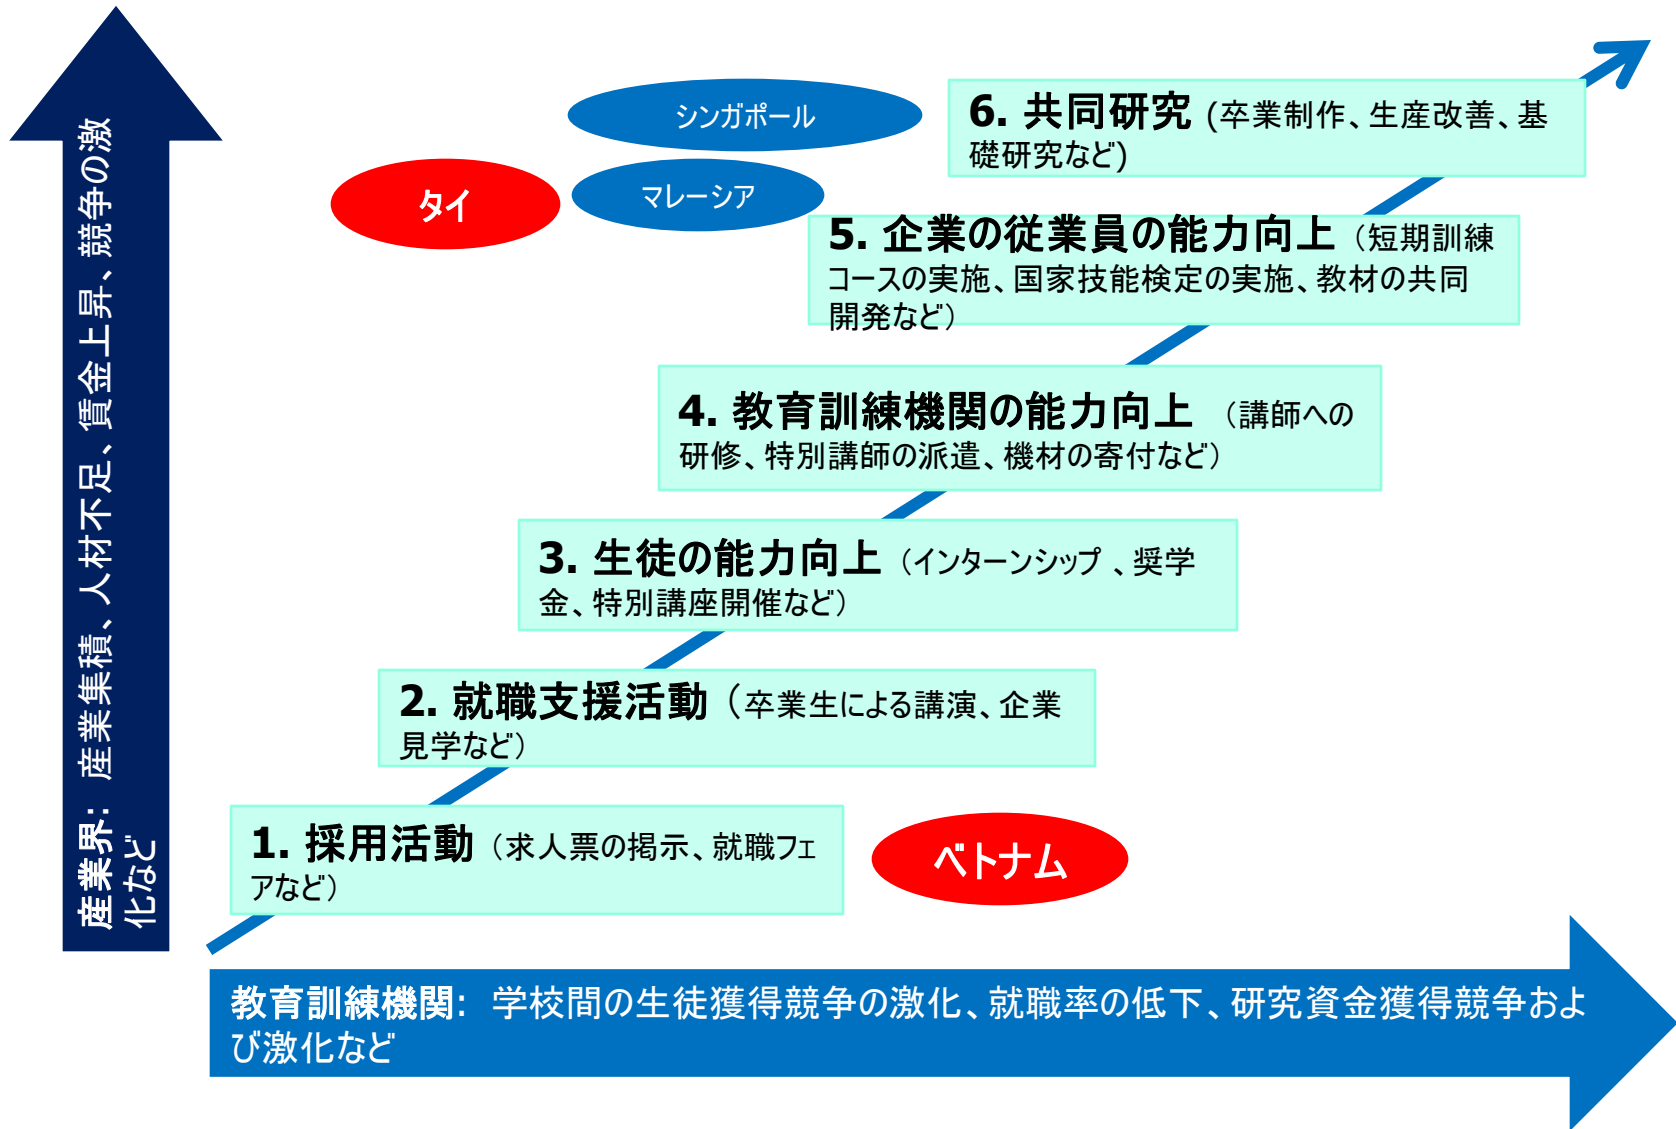 産業界: 産業集積、人材不足、賃金上昇、競争の激
化など
シンガポール
タイ
マレーシア
6. 共同研究 (卒業制作、生産改善、基
礎研究など)
5. 企業の従業員の能力向上（短期訓練
コースの実施、国家技能検定の実施、教材の共同
開発など）
4. 教育訓練機関の能力向上 （講師への
研修、特別講師の派遣、機材の寄付など）
3. 生徒の能力向上（インターンシップ 、奨学
金、特別講座開催など）
2. 就職支援活動（卒業生による講演、企業
見学など）
1. 採用活動（求人票の掲示、就職フェ
アなど）
ベトナム
教育訓練機関: 学校間の生徒獲得競争の激化、就職率の低下、研究資金獲得競争およ
び激化など